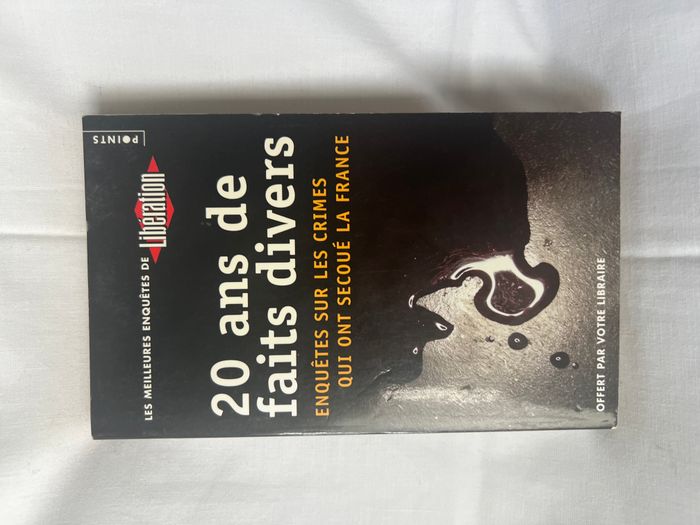 POINTS
LES MEILLEURES ENQUÊTES DE Libération
20 ans de
faits divers
ENQUÊTES SUR LES CRIMES
QUI ONT SECOUÉ LA FRANCE
OFFERT PAR VOTRE LIBRAIRE